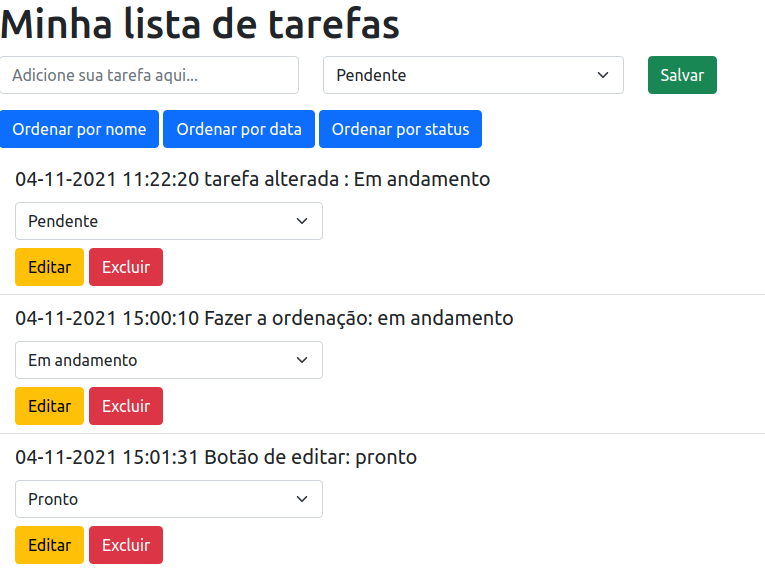 Minha lista de tarefas
Adicione sua tarefa aqui... Pendente Salvar
Ordenar por nome Ordenar por data Ordenar por status
04-11-2021 11:22:20 tarefa alterada : Em andamento
Pendente
Editar Excluir
04-11-2021 15:00:10 Fazer a ordenação: em andamento
Em andamento
Editar Excluir
04-11-2021 15:01:31 Botão de editar: pronto
Pronto
Editar Excluir